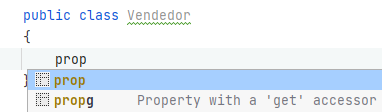 public class Vendedor
{
prop
prop
}
propg Property with a 'get' accessor